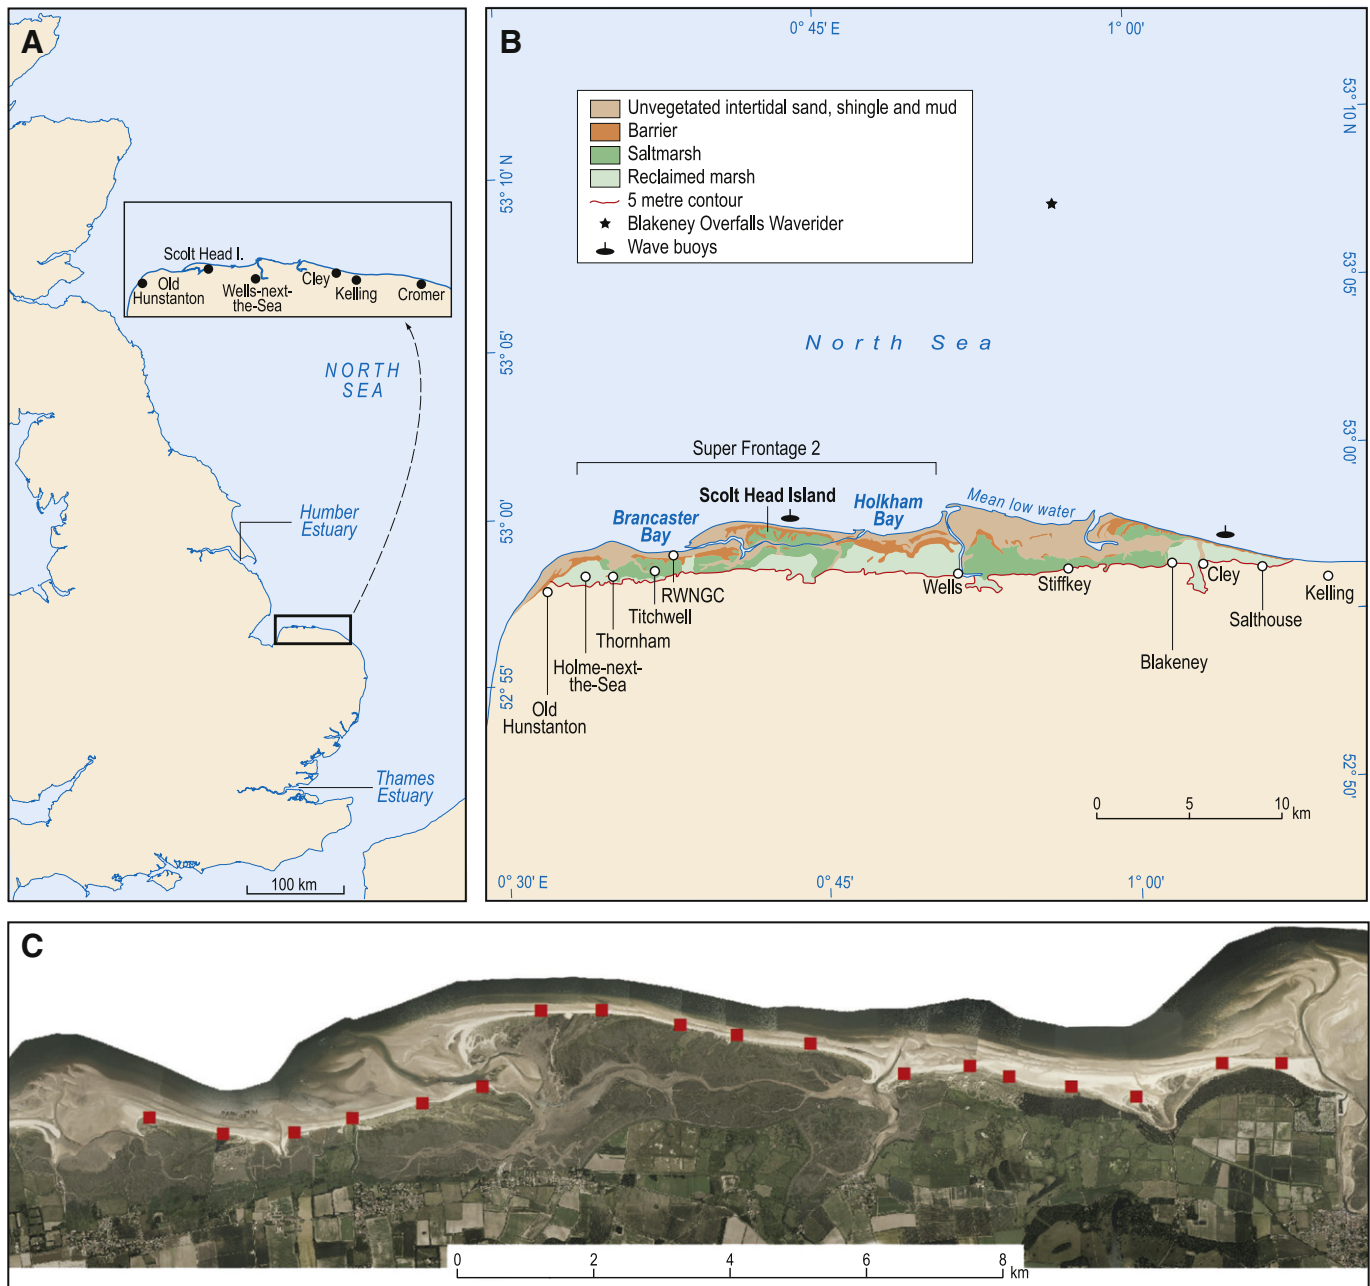 A
Scolt Head I.
Old
Hunstanton
Wells-next-
the-Sea
Cley
Kelling
Cromer
NORTH
SEA
Humber
Estuary
Thames
Estuary
100 km
B
0° 45' E
1° 00'
53° 10' N
53° 05'
53° 00'
52° 55'
53° 10 N
53° 05'
53° 00'
52° 50'
Unvegetated intertidal sand, shingle and mud
Barrier
Saltmarsh
Reclaimed marsh
5 metre contour
Blakeney Overfalls Waverider
Wave buoys
North Sea
Super Frontage 2
Scolt Head Island
Brancaster
Bay
Holkham
Bay
Mean low water
RWNGC
Titchwell
Thornham
Holme-next-
the-Sea
Old
Hunstanton
Wells
Stiffkey
Cley
Kelling
Salthouse
Blakeney
0 5 10 km
0° 30' E
0° 45'
1° 00'
C
0 2 4 6 8 km